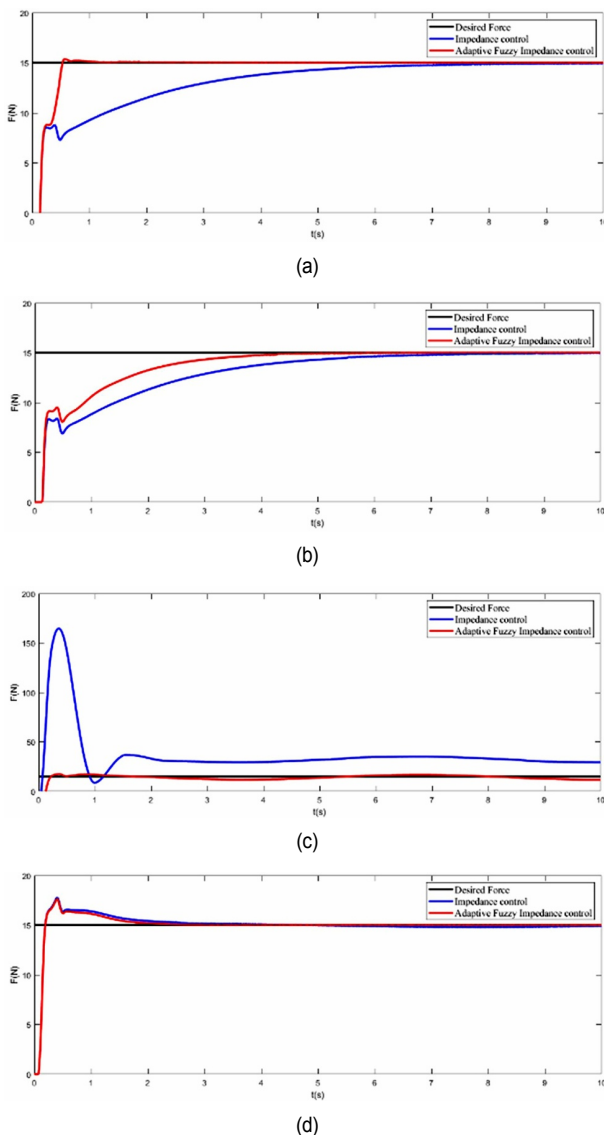 20
15
10
5
0
F(N)
Desired Force
Impedance control
Adaptive Fuzzy Impedance control
0 1 2 3 4 5 6 7 8 9 10
t(s)
(a)
20
15
10
5
0
F(N)
Desired Force
Impedance control
Adaptive Fuzzy Impedance control
0 1 2 3 4 5 6 7 8 9 10
t(s)
(b)
200
150
100
50
0
F(N)
Desired Force
Impedance control
Adaptive Fuzzy Impedance control
0 1 2 3 4 5 6 7 8 9 10
t(s)
(c)
20
15
10
5
0
F(N)
Desired Force
Impedance control
Adaptive Fuzzy Impedance control
0 1 2 3 4 5 6 7 8 9 10
t(s)
(d)